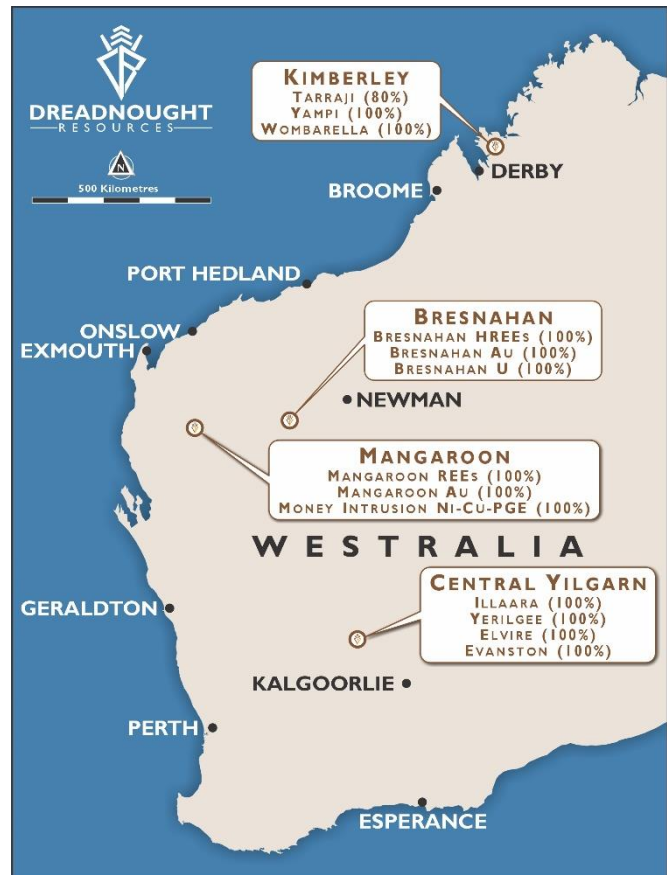 DREADNOUGHT
RESOURCES
N
500 Kilometres
KIMBERLEY
TARRAJI (80%)
YAMPI (100%)
WOMBARELLA (100%)
DERBY
BROOME
PORT HEDLAND
ONSLOW
EXMOUTH
BRESNAHAN
BRESNAHAN HREES (100%)
BRESNAHAN AU (100%)
BRESNAHAN U (100%)
NEWMAN
MANGAROON
MANGAROON REES (100%)
MANGAROON AU (100%)
MONEY INTRUSION NI-CU-PGE (100%)
WESTRALIA
CENTRAL YILGARN
ILLAARA (100%)
YERILGEE (100%)
ELVIRE (100%)
EVANSTON (100%)
GERALDTON
KALGOORLIE
PERTH
ESPERANCE